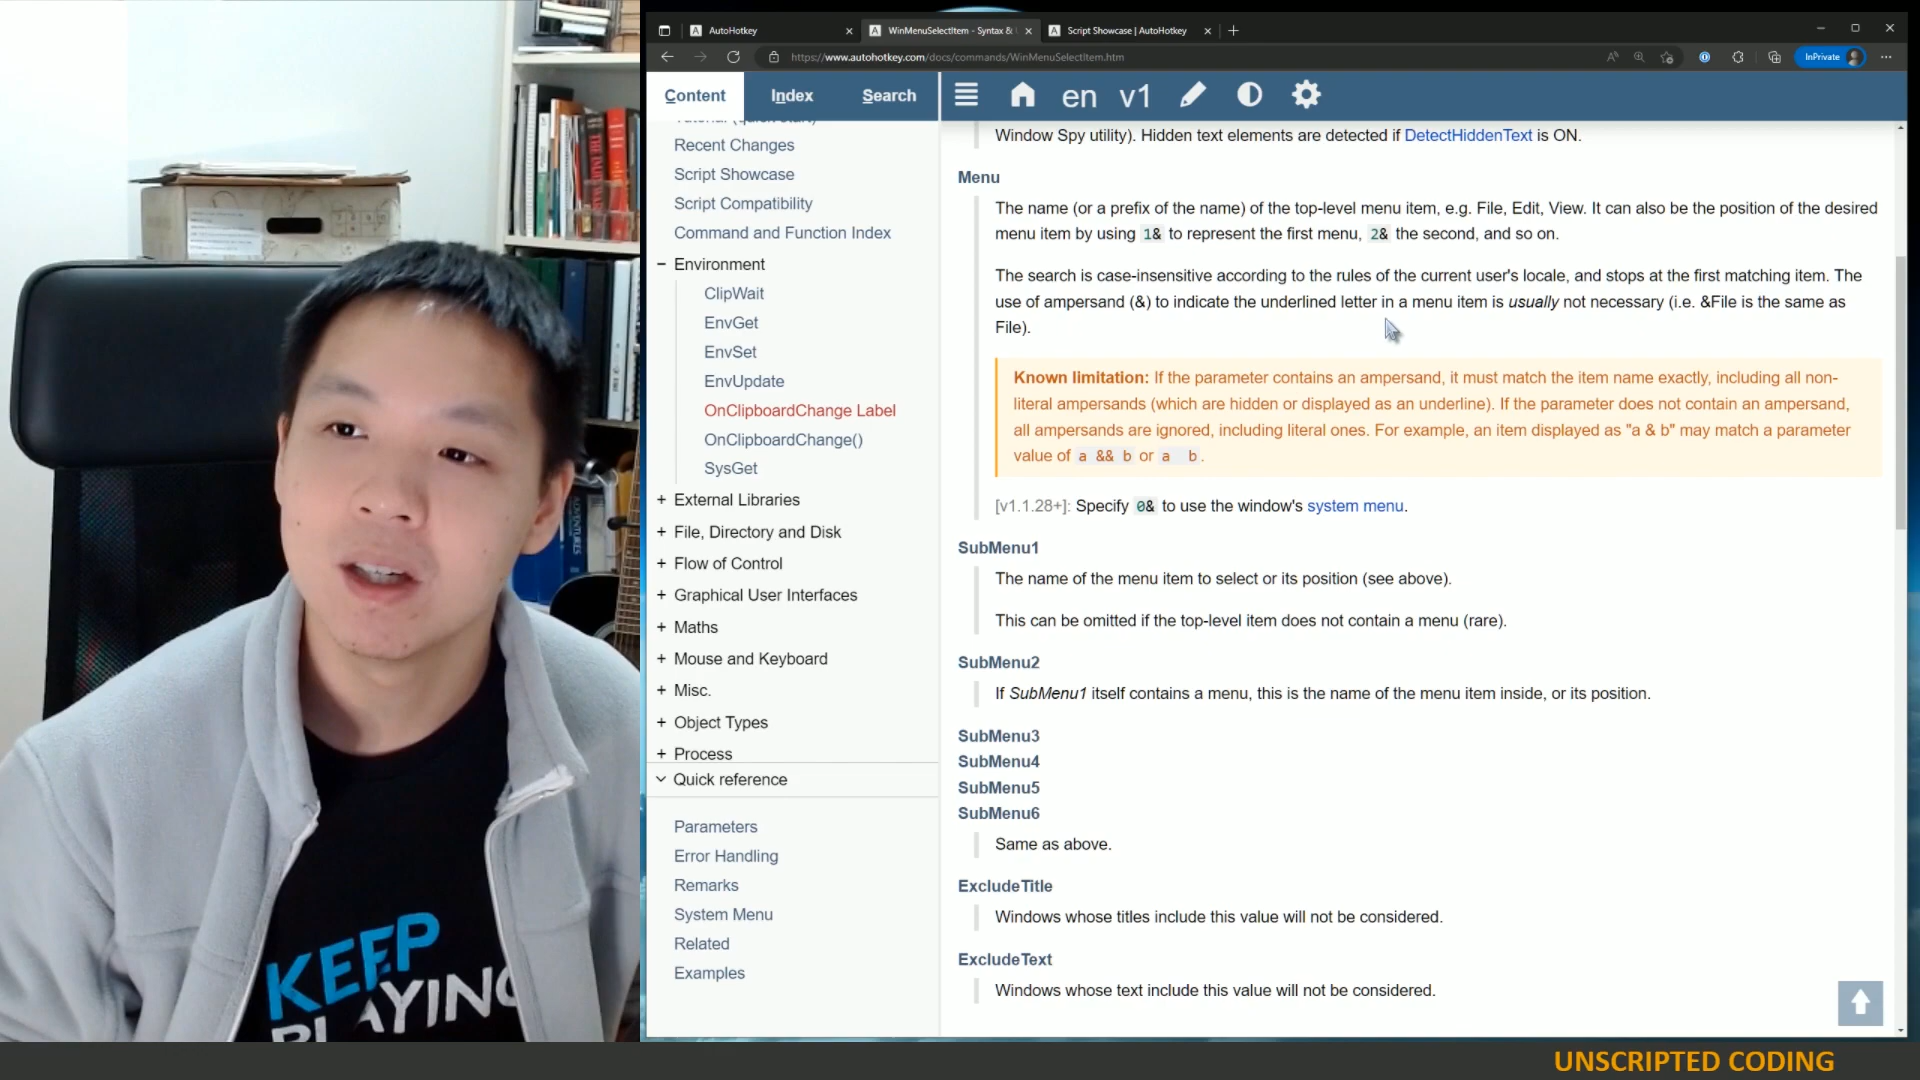 AutoHotkey
WinMenuSelectItem - Syntax &
Script Showcase | AutoHotkey
https://www.autohotkey.com/docs/commands/WinMenuSelectItem.htm
InPrivate
Content
Index
Search
en
v1
Recent Changes
Script Showcase
Script Compatibility
Command and Function Index
− Environment
ClipWait
EnvGet
EnvSet
EnvUpdate
OnClipboardChange Label
OnClipboardChange()
SysGet
+ External Libraries
+ File, Directory and Disk
+ Flow of Control
+ Graphical User Interfaces
+ Maths
+ Mouse and Keyboard
+ Misc.
+ Object Types
+ Process
Quick reference
Parameters
Error Handling
Remarks
System Menu
Related
Examples
Window Spy utility). Hidden text elements are detected if DetectHiddenText is ON.
Menu
The name (or a prefix of the name) of the top-level menu item, e.g. File, Edit, View. It can also be the position of the desired
menu item by using 1& to represent the first menu, 2& the second, and so on.
The search is case-insensitive according to the rules of the current user's locale, and stops at the first matching item. The
use of ampersand (&) to indicate the underlined letter in a menu item is usually not necessary (i.e. &File is the same as
File).
Known limitation: If the parameter contains an ampersand, it must match the item name exactly, including all non-
literal ampersands (which are hidden or displayed as an underline). If the parameter does not contain an ampersand,
all ampersands are ignored, including literal ones. For example, an item displayed as "a & b" may match a parameter
value of a && b or a  b.
[v1.1.28+]: Specify 0& to use the window's system menu.
SubMenu1
The name of the menu item to select or its position (see above).
This can be omitted if the top-level item does not contain a menu (rare).
SubMenu2
If SubMenu1 itself contains a menu, this is the name of the menu item inside, or its position.
SubMenu3
SubMenu4
SubMenu5
SubMenu6
Same as above.
ExcludeTitle
Windows whose titles include this value will not be considered.
ExcludeText
Windows whose text include this value will not be considered.
KEEP
PLAYING
ADVENTURES
UNSCRIPTED CODING